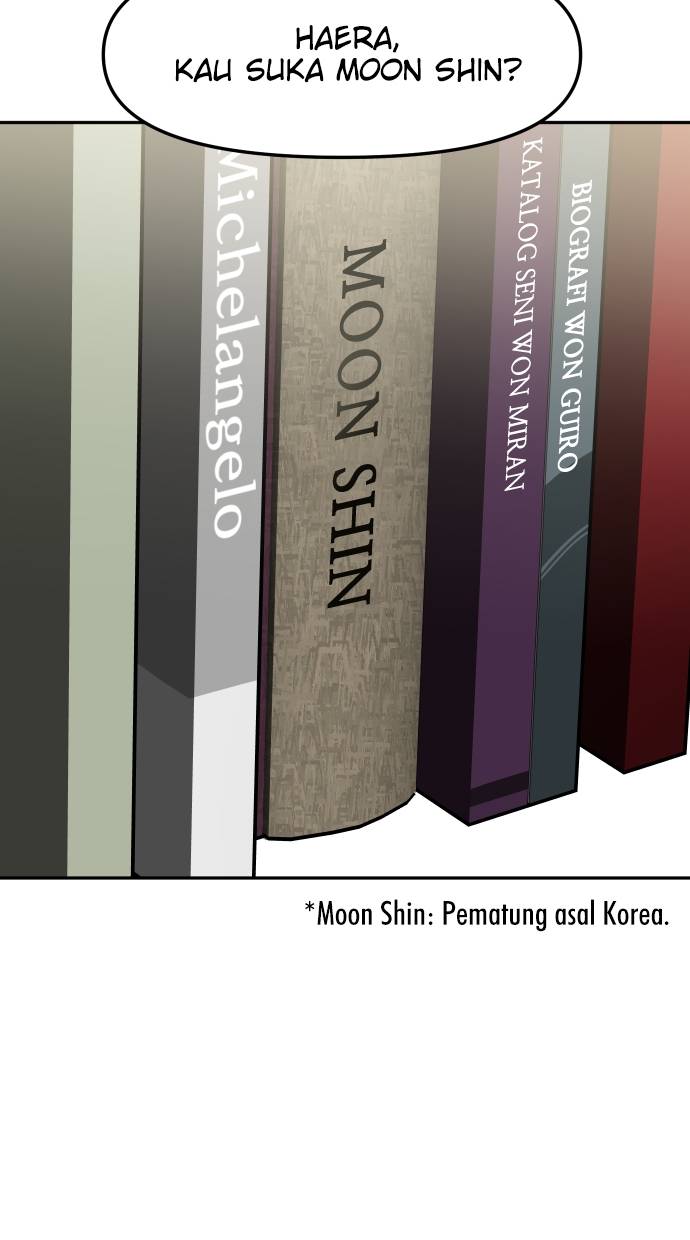 HAERA,
KAU SUKA MOON SHIN?
Michelangelo
MOON SHIN
KATALOG SENI WON MIRAN
BIOGRAFI WON GUIRO
*Moon Shin: Pematung asal Korea.